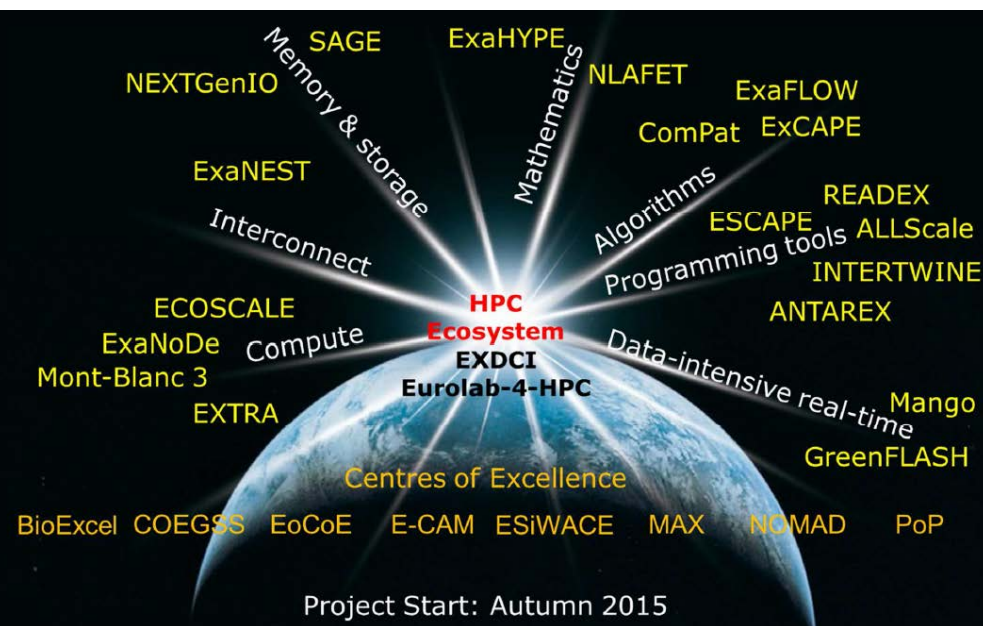 SAGE
ExaHYPE
NEXTGenIO
Memory & storage
Mathematics
NLAFET
ExaFLOW
ComPat
ExCAPE
ExaNEST
Interconnect
Algorithms
READEX
ESCAPE
ALLScale
Programming tools
INTERTWINE
ANTAREX
HPC
Ecosystem
EXDCI
Eurolab-4-HPC
ECOSCALE
ExaNoDe
Compute
Mont-Blanc 3
EXTRA
Data-intensive real-time
Mango
GreenFLASH
Centres of Excellence
BioExcel COEGSS EoCoE E-CAM ESiWACE MAX NOMAD PoP
Project Start: Autumn 2015